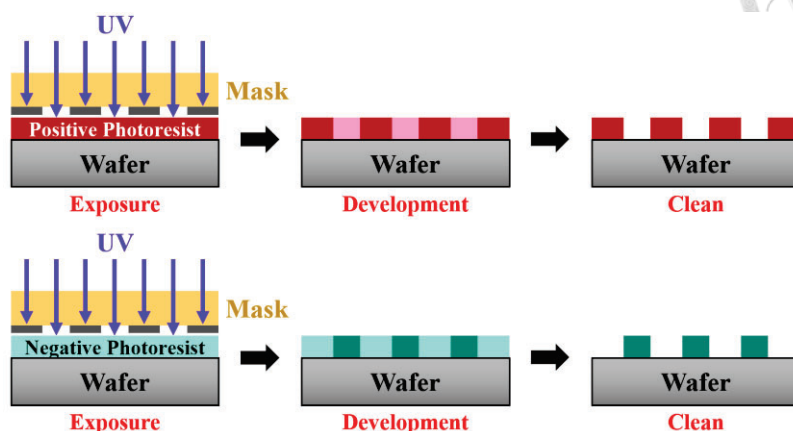 UV
Mask
Positive Photoresist
Wafer
Wafer
Wafer
Exposure
Development
Clean
UV
Mask
Negative Photoresist
Wafer
Wafer
Wafer
Exposure
Development
Clean